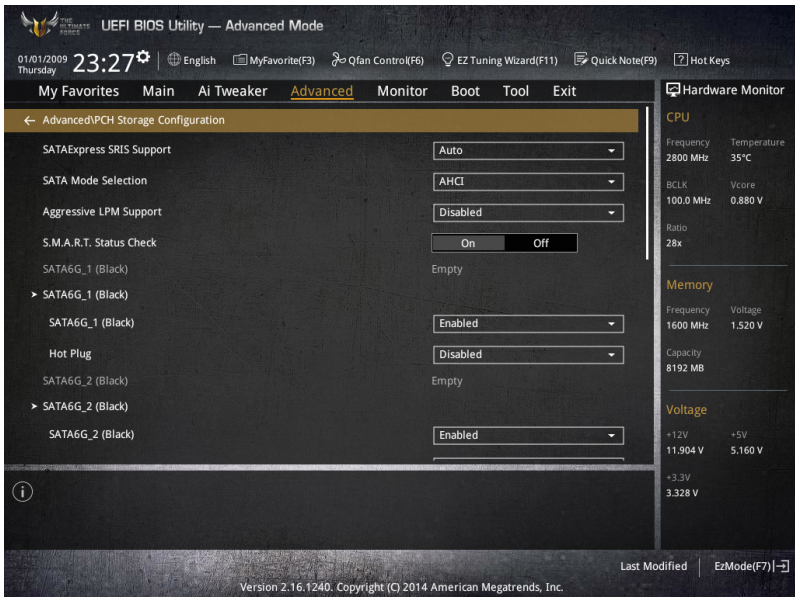 THE
ULTIMATE
FORCE
UEFI BIOS Utility — Advanced Mode
01/01/2009
Thursday
23:27
English
MyFavorite(F3)
Qfan Control(F6)
EZ Tuning Wizard(F11)
Quick Note(F9)
? Hot Keys
My Favorites Main Ai Tweaker Advanced Monitor Boot Tool Exit
← Advanced\PCH Storage Configuration
SATAExpress SRIS Support Auto
SATA Mode Selection AHCI
Aggressive LPM Support Disabled
S.M.A.R.T. Status Check On Off
SATA6G_1 (Black) Empty
➤ SATA6G_1 (Black)
SATA6G_1 (Black) Enabled
Hot Plug Disabled
SATA6G_2 (Black) Empty
➤ SATA6G_2 (Black)
SATA6G_2 (Black) Enabled
i
Hardware Monitor
CPU
Frequency Temperature
2800 MHz 35°C
BCLK Vcore
100.0 MHz 0.880 V
Ratio
28x
Memory
Frequency Voltage
1600 MHz 1.520 V
Capacity
8192 MB
Voltage
+12V +5V
11.904 V 5.160 V
+3.3V
3.328 V
Last Modified EzMode(F7)
Version 2.16.1240. Copyright (C) 2014 American Megatrends, Inc.